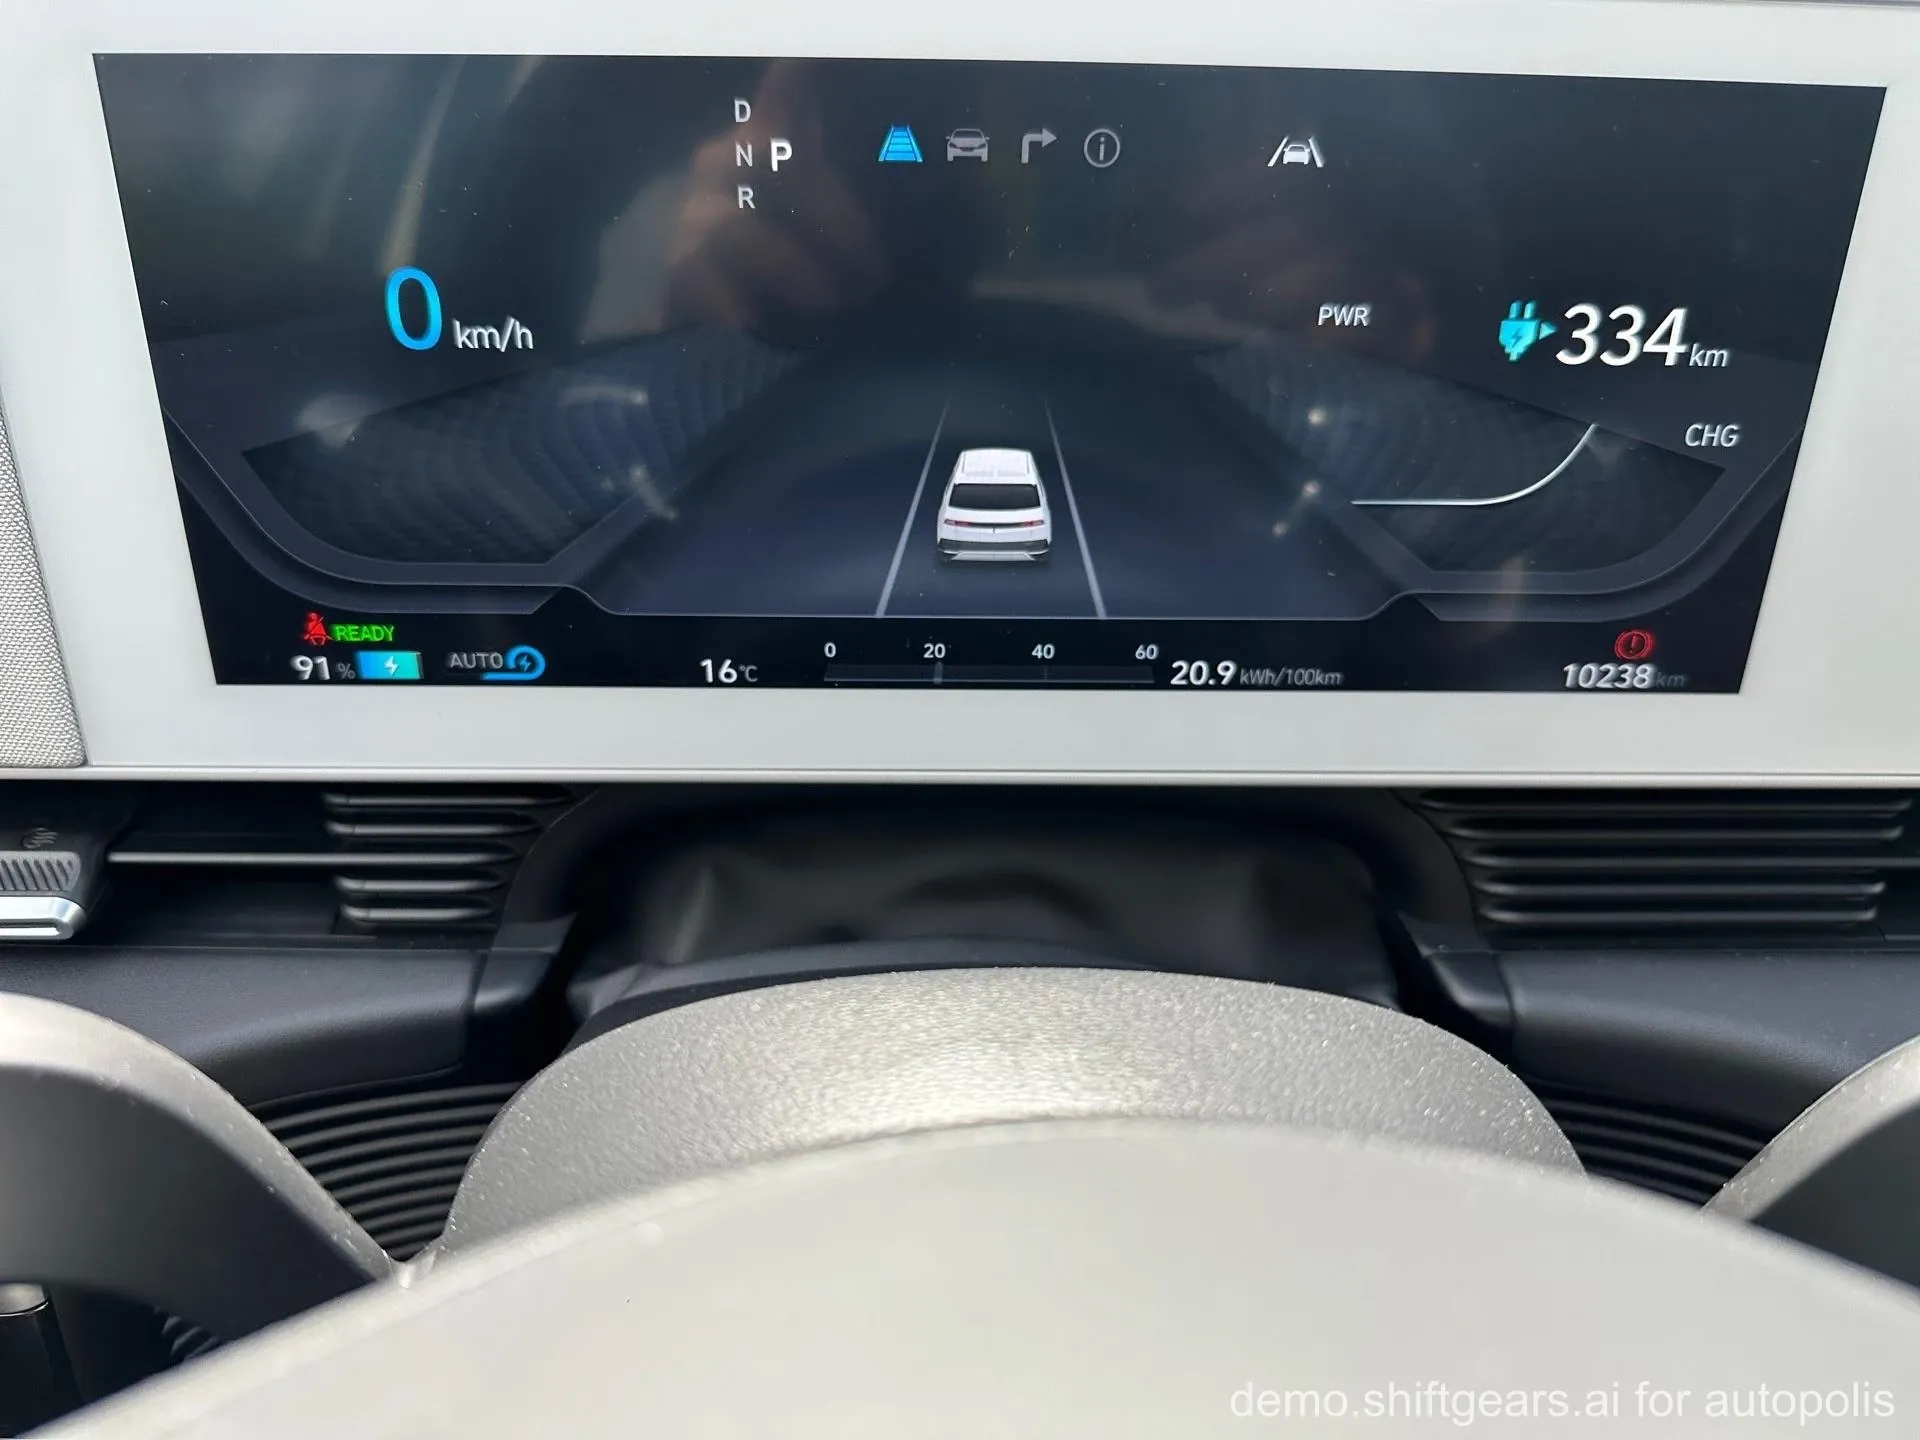 D
N P
R
0 km/h
PWR
334 km
CHG
READY
91 %
AUTO
16 °C
0 20 40 60
20.9 kWh/100km
10238 km
demo.shiftgears.ai for autopolis